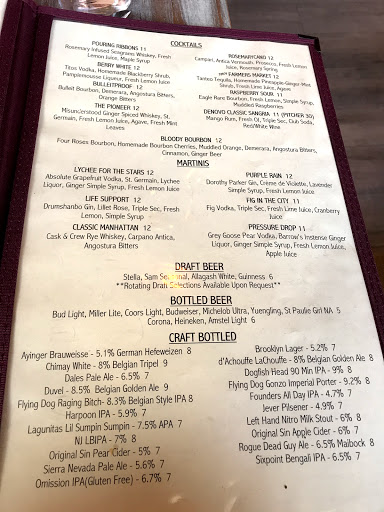 COCKTAILS
POURING RIBBONS 11
Rosemary Infused Seagrams Whiskey, Fresh
Lemon Juice, Maple Syrup
BERRY WHITE 12
Titos Vodka, Homemade Blackberry Shrub,
Pamplemousse Liqueur, Fresh Lemon Juice
BULLEITPROOF 12
Bulleit Bourbon, Demerara, Angostura Bitters,
Orange Bitters
THE PIONEER 12
Misunderstood Ginger Spiced Whiskey, St.
Germain, Fresh Lemon Juice, Agave, Fresh Mint
Leaves
ROSEMARICANO 12
Campari, Antica Vermouth, Prosecco, Fresh Lemon
Juice, Rosemary Spring
FARMERS MARKET 12
Tanteo Tequila, Homemade Pineapple-Ginger-Mint
Shrub, Fresh Lime Juice, Agave
RASPBERRY SOUR 11
Eagle Rare Bourbon, Fresh Lemon, Simple Syrup,
Muddled Raspberries
DENOVO CLASSIC SANGRIA 11 (PITCHER 30)
Mango Rum, Fresh OJ, Triple Sec, Club Soda,
Red/White Wine
BLOODY BOURBON 12
Four Roses Bourbon, Homemade Bourbon Cherries, Muddled Orange, Demerara, Angostura Bitters,
Cinnamon, Ginger Beer
MARTINIS
LYCHEE FOR THE STARS 12
Absolute Grapefruit Vodka, St. Germain, Lychee
Liquor, Ginger Simple Syrup, Fresh Lemon Juice
LIFE SUPPORT 12
Drumshanbo Gin, Lillet Rose, Triple Sec, Fresh
Lemon, Simple Syrup
CLASSIC MANHATTAN 12
Cask & Crew Rye Whiskey, Carpano Antica,
Angostura Bitters
PURPLE RAIN 12
Dorothy Parker Gin, Crème de Violette, Lavender
Simple Syrup, Fresh Lemon Juice
FIG IN THE CITY 11
Fig Vodka, Triple Sec, Fresh Lime Juice, Cranberry
Juice
PRESSURE DROP 11
Grey Goose Pear Vodka, Barrow's Instense Ginger
Liquor, Ginger Simple Syrup, Fresh Lemon Juice,
Apple Juice
DRAFT BEER
Stella, Sam Seasonal, Allagash White, Guinness 6
**Rotating Draft Selections Available Upon Request**
BOTTLED BEER
Bud Light, Miller Lite, Coors Light, Budweiser, Michelob Ultra, Yuengling, St Paulie Girl NA 5
Corona, Heineken, Amstel Light 6
CRAFT BOTTLED
Ayinger Brauweisse - 5.1% German Hefeweizen 8
Chimay White - 8% Belgian Tripel 9
Dales Pale Ale - 6.5% 7
Duvel - 8.5% Belgian Golden Ale 9
Flying Dog Raging Bitch- 8.3% Belgian Style IPA 8
Harpoon IPA - 5.9% 7
Lagunitas Lil Sumpin Sumpin - 7.5% APA 7
NJ LBIPA - 7% 8
Original Sin Pear Cider - 5% 7
Sierra Nevada Pale Ale - 5.6% 7
Omission IPA(Gluten Free) - 6.7% 7
Brooklyn Lager - 5.2% 7
d'Achouffe LaChouffe - 8% Belgian Golden Ale 8
Dogfish Head 90 Min IPA - 9% 8
Flying Dog Gonzo Imperial Porter - 9.2% 8
Founders All Day IPA - 4.7% 7
Jever Pilsener - 4.9% 7
Left Hand Nitro Milk Stout - 6% 8
Original Sin Apple Cider - 6% 7
Rogue Dead Guy Ale - 6.5% Maibock 8
Sixpoint Bengali IPA - 6.5% 7